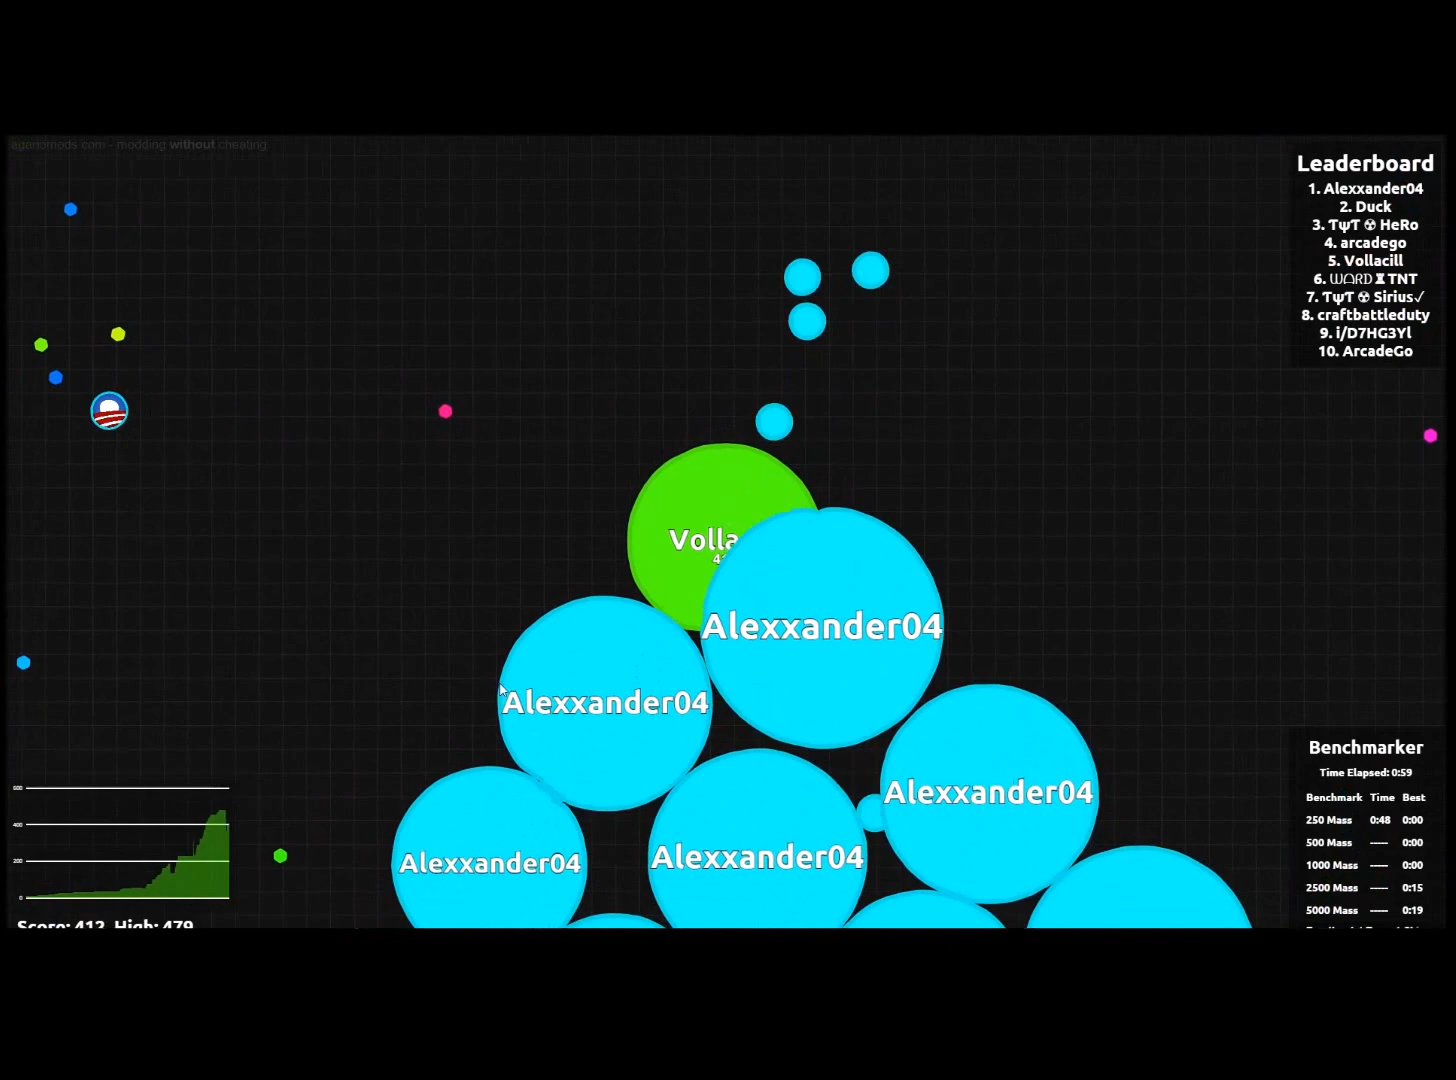 agariomods.com - modding without cheating
Leaderboard
1. Alexxander04
2. Duck
3. TψT ☢ HeRo
4. arcadego
5. Vollacill
6. ᗯᗩᖇᗪ ♜ TNT
7. TψT ☢ Sirius✓
8. craftbattleduty
9. i/D7HG3Yl
10. ArcadeGo
Volla
Alexxander04
Alexxander04
Alexxander04
Alexxander04
Alexxander04
600
400
200
0
Score: 412 High: 479
Benchmarker
Time Elapsed: 0:59
Benchmark Time Best
250 Mass 0:48 0:00
500 Mass ----- 0:00
1000 Mass ----- 0:00
2500 Mass ----- 0:15
5000 Mass ----- 0:19